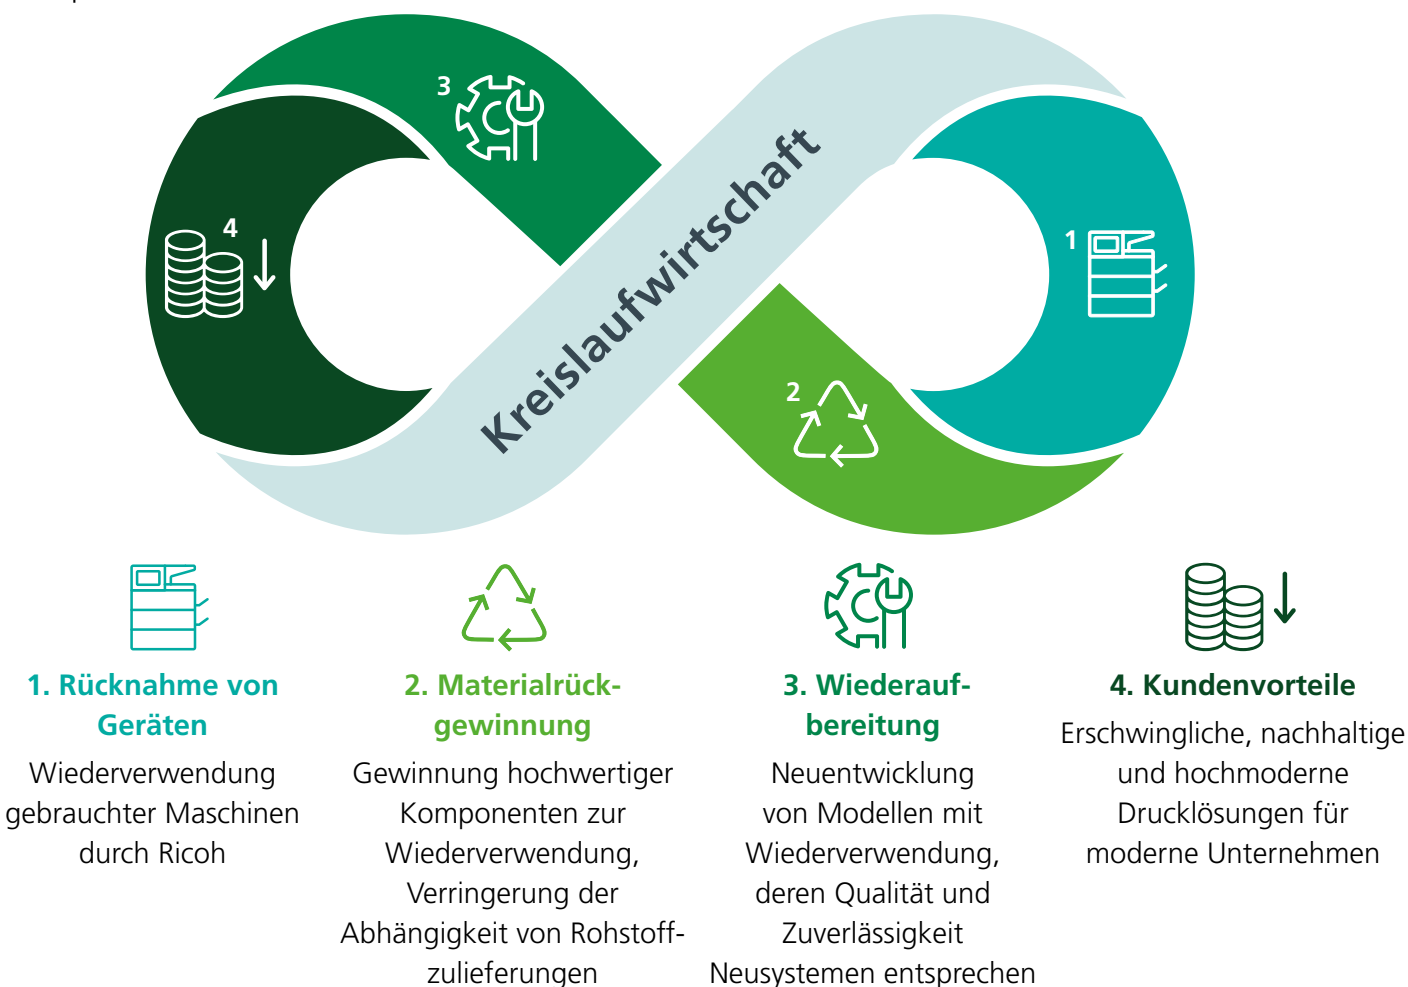 3
4
Kreislaufwirtschaft
1
2
1. Rücknahme von
Geräten
Wiederverwendung
gebrauchter Maschinen
durch Ricoh
2. Materialrück-
gewinnung
Gewinnung hochwertiger
Komponenten zur
Wiederverwendung,
Verringerung der
Abhängigkeit von Rohstoff-
zulieferungen
3. Wiederauf-
bereitung
Neuentwicklung
von Modellen mit
Wiederverwendung,
deren Qualität und
Zuverlässigkeit
Neusystemen entsprechen
4. Kundenvorteile
Erschwingliche, nachhaltige
und hochmoderne
Drucklösungen für
moderne Unternehmen